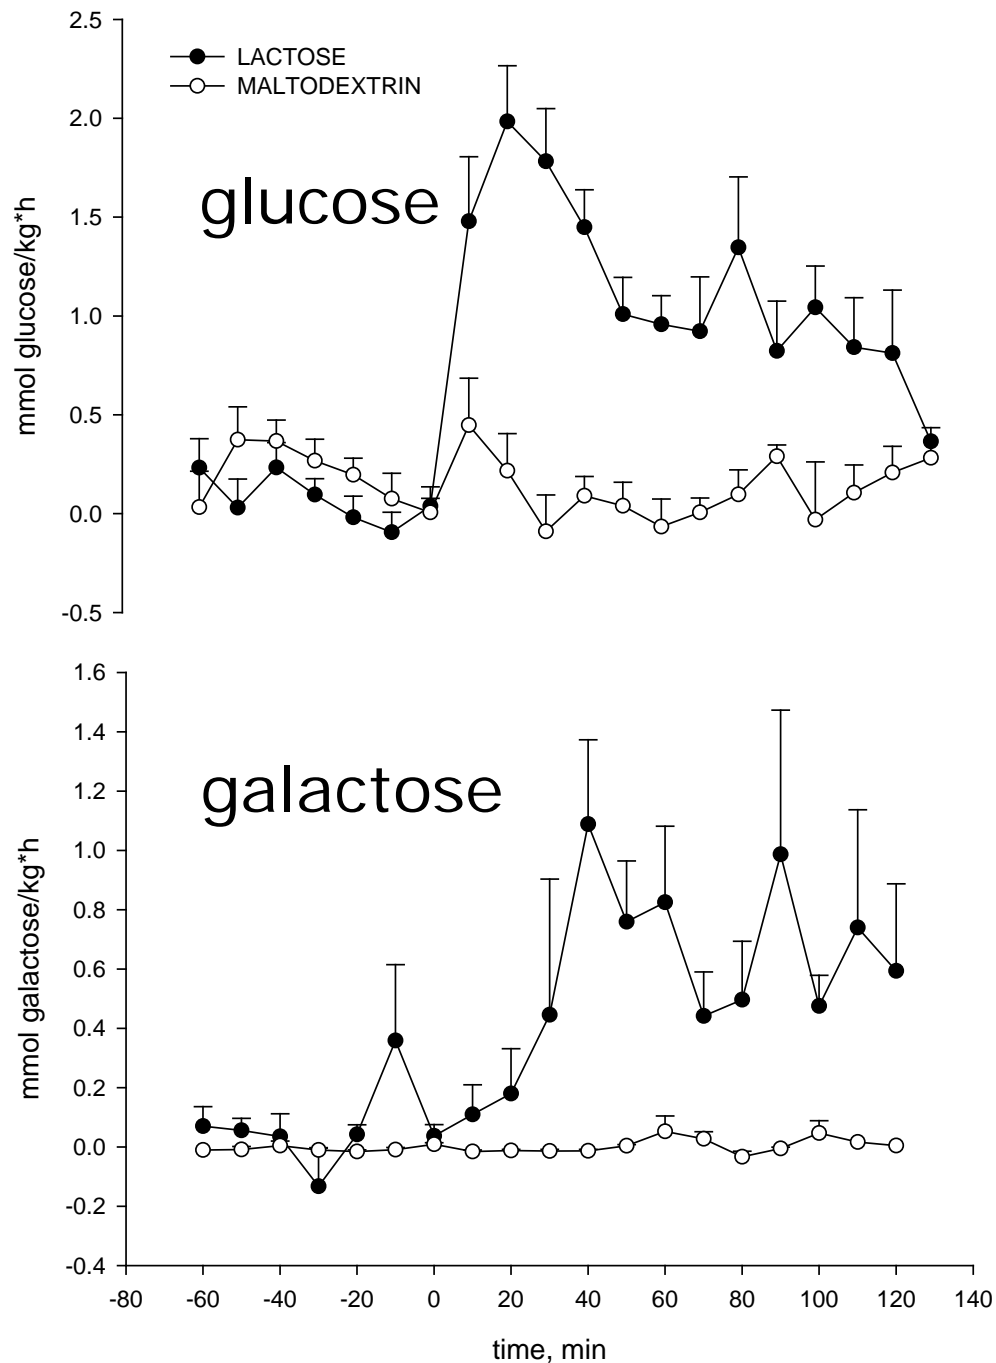 2.5
LACTOSE
MALTODEXTRIN
2.0
glucose
1.5
mmol glucose/kg*h
1.0
0.5
0.0
-0.5
1.6
1.4
1.2
galactose
1.0
mmol galactose/kg*h
0.8
0.6
0.4
0.2
0.0
-0.2
-0.4
-80 -60 -40 -20 0 20 40 60 80 100 120 140
time, min